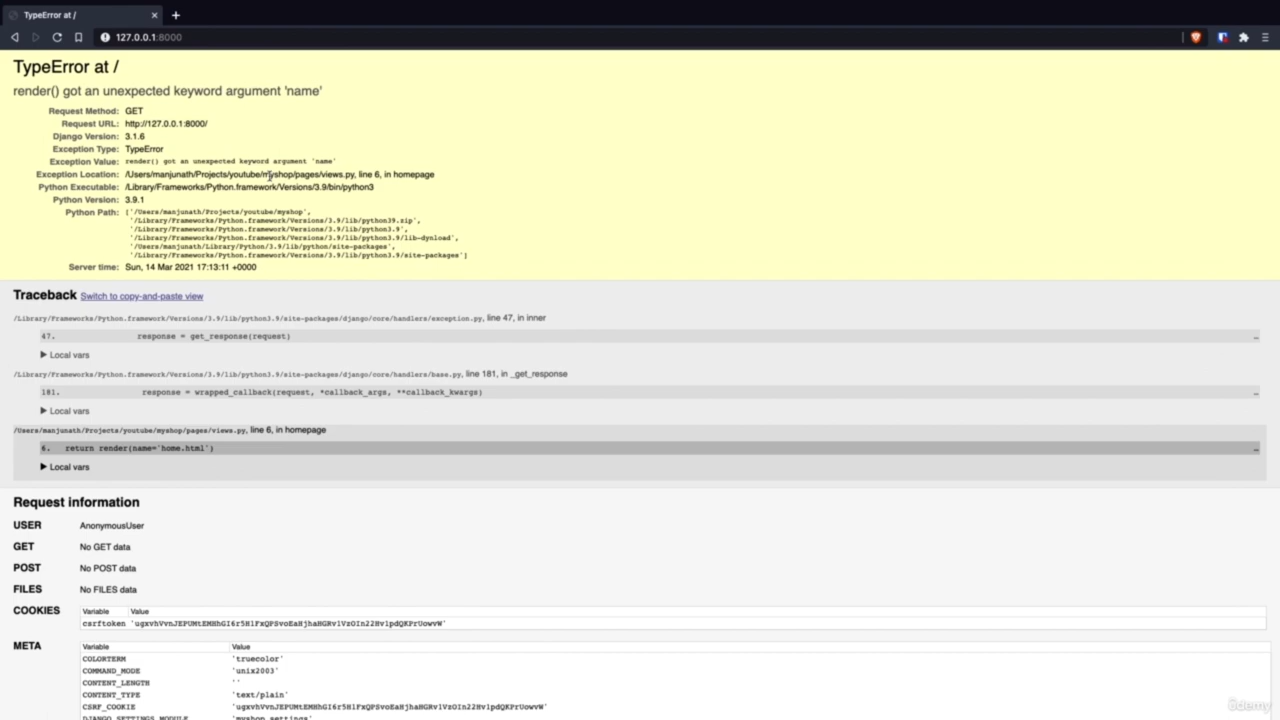 TypeError at /
127.0.0.1:8000
TypeError at /
render() got an unexpected keyword argument 'name'
Request Method: GET
Request URL: http://127.0.0.1:8000/
Django Version: 3.1.6
Exception Type: TypeError
Exception Value: render() got an unexpected keyword argument 'name'
Exception Location: /Users/manjunath/Projects/youtube/myshop/pages/views.py, line 6, in homepage
Python Executable: /Library/Frameworks/Python.framework/Versions/3.9/bin/python3
Python Version: 3.9.1
Python Path: ['/Users/manjunath/Projects/youtube/myshop',
'/Library/Frameworks/Python.framework/Versions/3.9/lib/python39.zip',
'/Library/Frameworks/Python.framework/Versions/3.9/lib/python3.9',
'/Library/Frameworks/Python.framework/Versions/3.9/lib/python3.9/lib-dynload',
'/Users/manjunath/Library/Python/3.9/lib/python/site-packages',
'/Library/Frameworks/Python.framework/Versions/3.9/lib/python3.9/site-packages']
Server time: Sun, 14 Mar 2021 17:13:11 +0000
Traceback Switch to copy-and-paste view
/Library/Frameworks/Python.framework/Versions/3.9/lib/python3.9/site-packages/django/core/handlers/exception.py, line 47, in inner
47. response = get_response(request) …
▶ Local vars
/Library/Frameworks/Python.framework/Versions/3.9/lib/python3.9/site-packages/django/core/handlers/base.py, line 181, in _get_response
181. response = wrapped_callback(request, *callback_args, **callback_kwargs) …
▶ Local vars
/Users/manjunath/Projects/youtube/myshop/pages/views.py, line 6, in homepage
6. return render(name='home.html') …
▶ Local vars
Request information
USER AnonymousUser
GET No GET data
POST No POST data
FILES No FILES data
COOKIES Variable Value
csrftoken
META Variable Value
COLORTERM 'truecolor'
COMMAND_MODE 'unix2003'
CONTENT_LENGTH ''
CONTENT_TYPE 'text/plain'
CSRF_COOKIE
DJANGO_SETTINGS_MODULE 'myshop.settings'
ûdemy